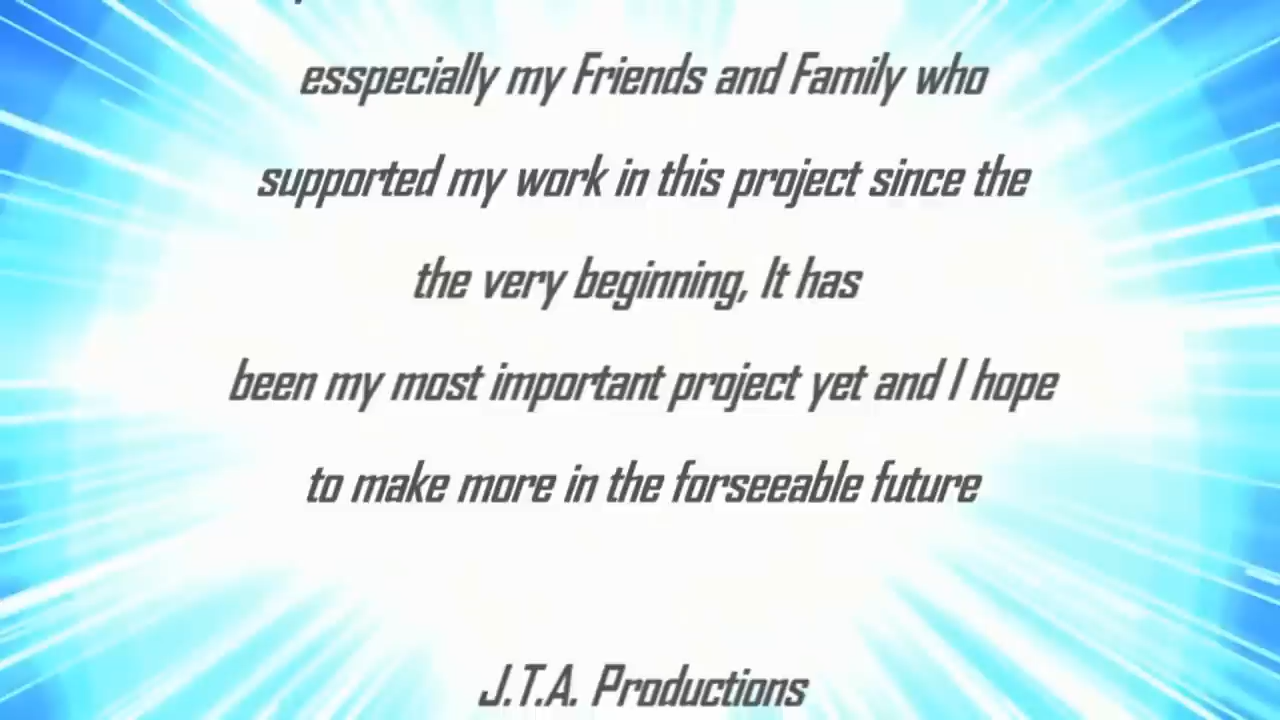 esspecially my Friends and Family who
supported my work in this project since the
the very beginning, It has
been my most important project yet and I hope
to make more in the forseeable future
J.T.A. Productions